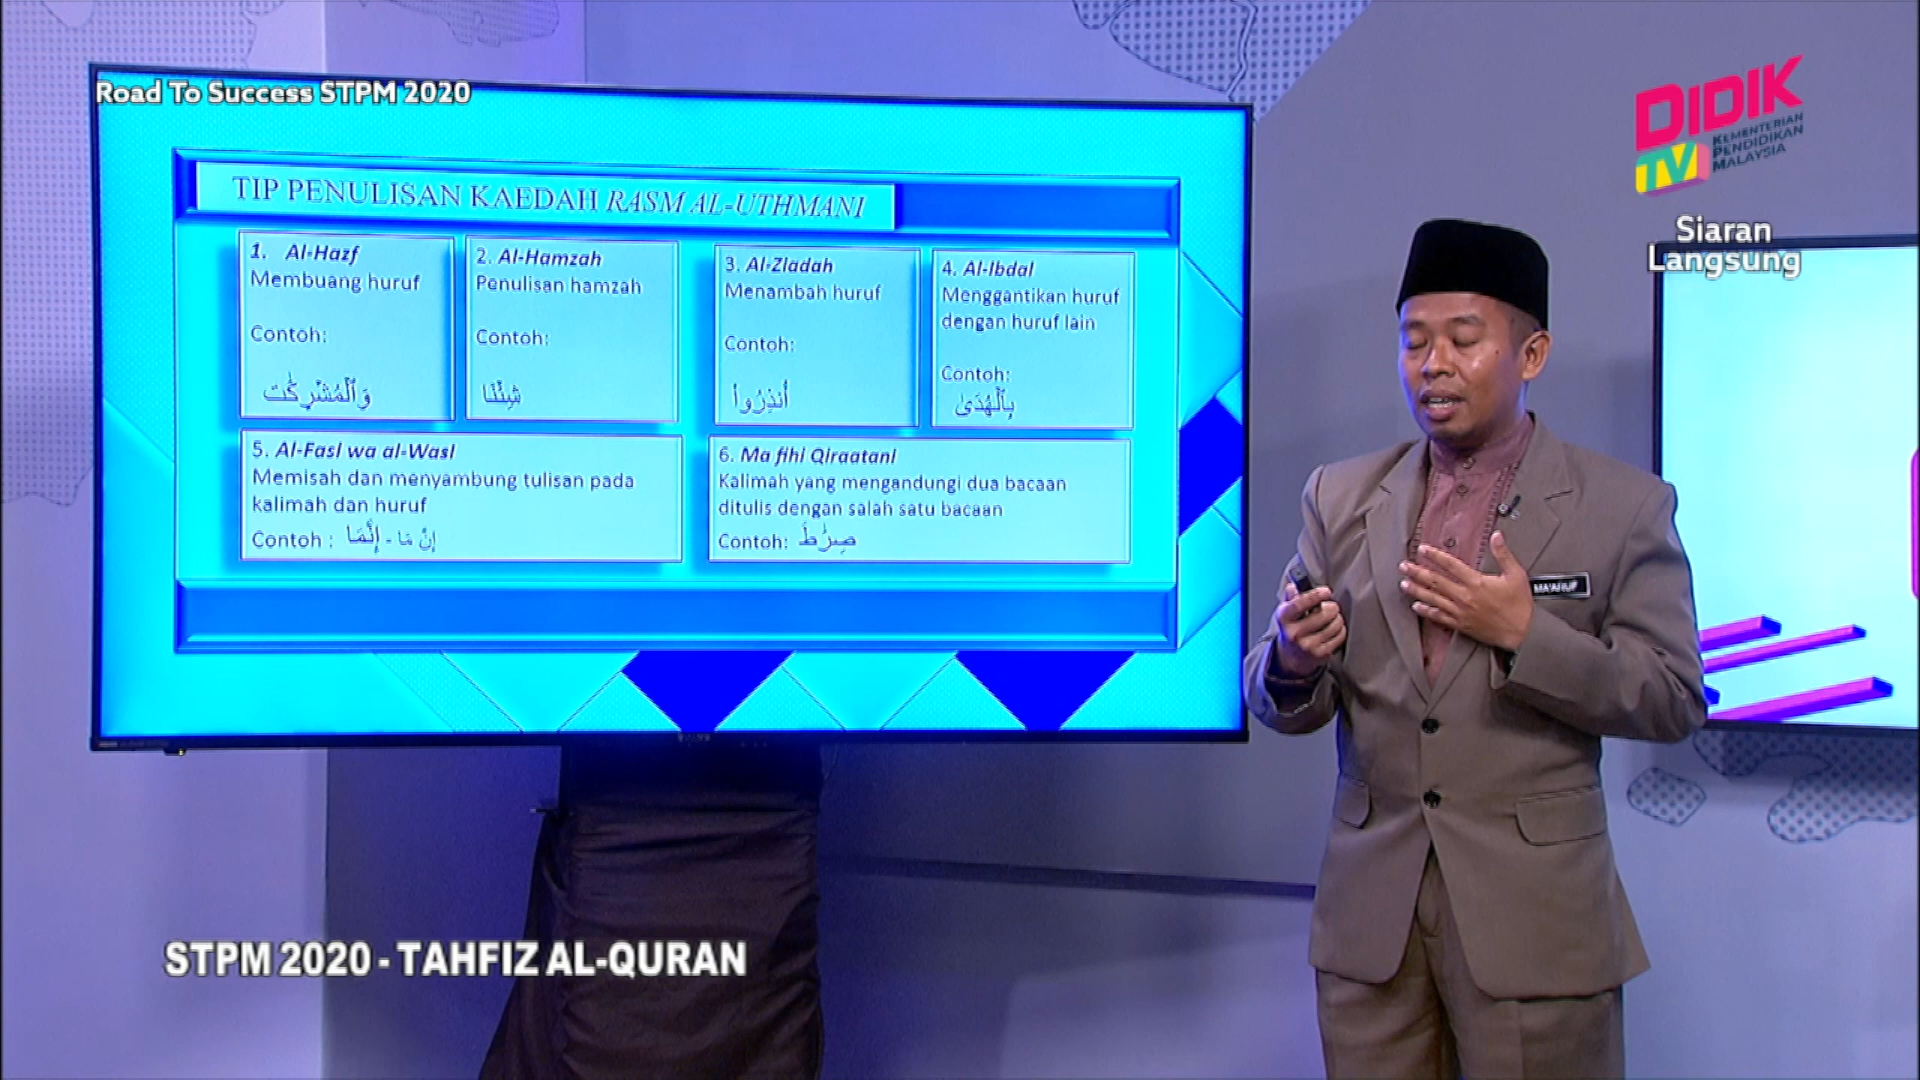 Road To Success STPM 2020
DIDIK
TV
KEMENTERIAN
PENDIDIKAN
MALAYSIA
Siaran
Langsung
TIP PENULISAN KAEDAH RASM AL-UTHMANI
1. Al-Hazf
Membuang huruf
Contoh:
وَٱلْمُشْرِكَٰت
2. Al-Hamzah
Penulisan hamzah
Contoh:
شِئْنَا
3. Al-Ziadah
Menambah huruf
Contoh:
أَنذِرُوا۟
4. Al-Ibdal
Menggantikan huruf
dengan huruf lain
Contoh:
بِٱلْهُدَىٰ
5. Al-Fasl wa al-Wasl
Memisah dan menyambung tulisan pada
kalimah dan huruf
Contoh : إِنَّمَا - إِنَّ مَا
6. Ma fihi Qiraatani
Kalimah yang mengandungi dua bacaan
ditulis dengan salah satu bacaan
Contoh: صِرَٰطَ
MA'ARUF
STPM 2020 - TAHFIZ AL-QURAN